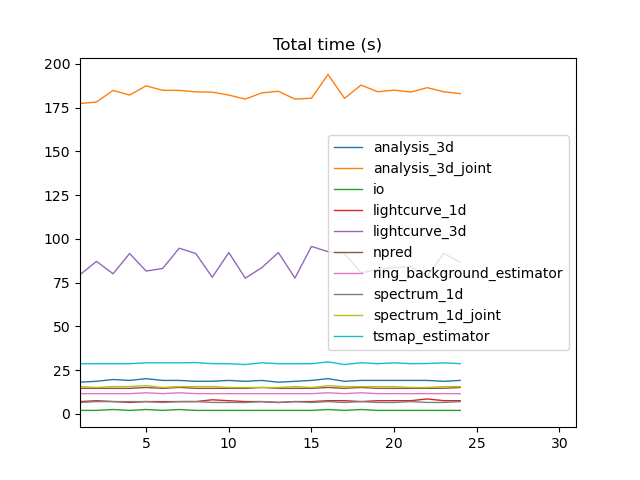 Total time (s)
200
175
150
125
100
75
50
25
0
analysis_3d
analysis_3d_joint
io
lightcurve_1d
lightcurve_3d
npred
ring_background_estimator
spectrum_1d
spectrum_1d_joint
tsmap_estimator
5 10 15 20 25 30